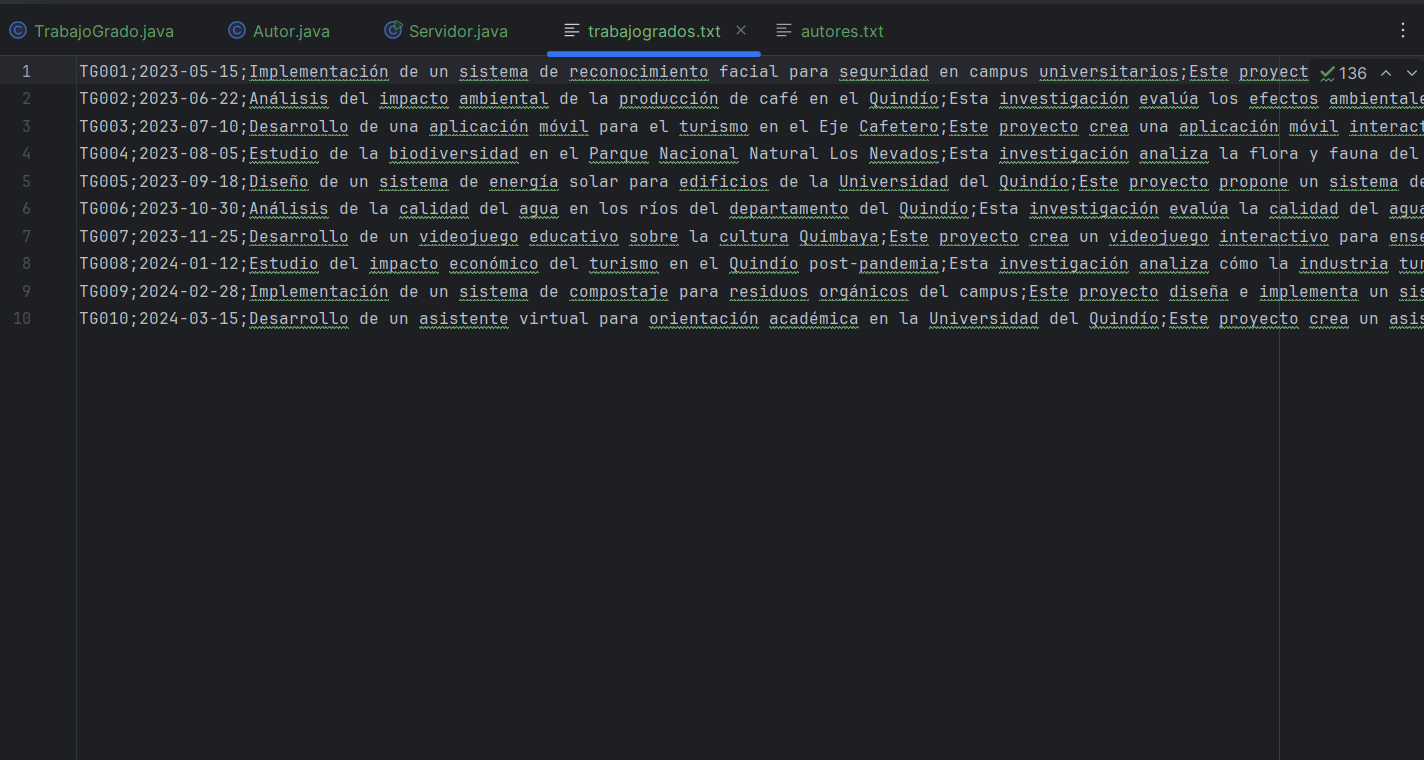 TrabajoGrado.java Autor.java Servidor.java trabajogrados.txt autores.txt
1 TG001;2023-05-15;Implementación de un sistema de reconocimiento facial para seguridad en campus universitarios;Este proyect 136
2 TG002;2023-06-22;Análisis del impacto ambiental de la producción de café en el Quindío;Esta investigación evalúa los efectos ambientale
3 TG003;2023-07-10;Desarrollo de una aplicación móvil para el turismo en el Eje Cafetero;Este proyecto crea una aplicación móvil interact
4 TG004;2023-08-05;Estudio de la biodiversidad en el Parque Nacional Natural Los Nevados;Esta investigación analiza la flora y fauna del
5 TG005;2023-09-18;Diseño de un sistema de energía solar para edificios de la Universidad del Quindío;Este proyecto propone un sistema de
6 TG006;2023-10-30;Análisis de la calidad del agua en los ríos del departamento del Quindío;Esta investigación evalúa la calidad del agua
7 TG007;2023-11-25;Desarrollo de un videojuego educativo sobre la cultura Quimbaya;Este proyecto crea un videojuego interactivo para ense
8 TG008;2024-01-12;Estudio del impacto económico del turismo en el Quindío post-pandemia;Esta investigación analiza cómo la industria tur
9 TG009;2024-02-28;Implementación de un sistema de compostaje para residuos orgánicos del campus;Este proyecto diseña e implementa un sis
10 TG010;2024-03-15;Desarrollo de un asistente virtual para orientación académica en la Universidad del Quindío;Este proyecto crea un asis